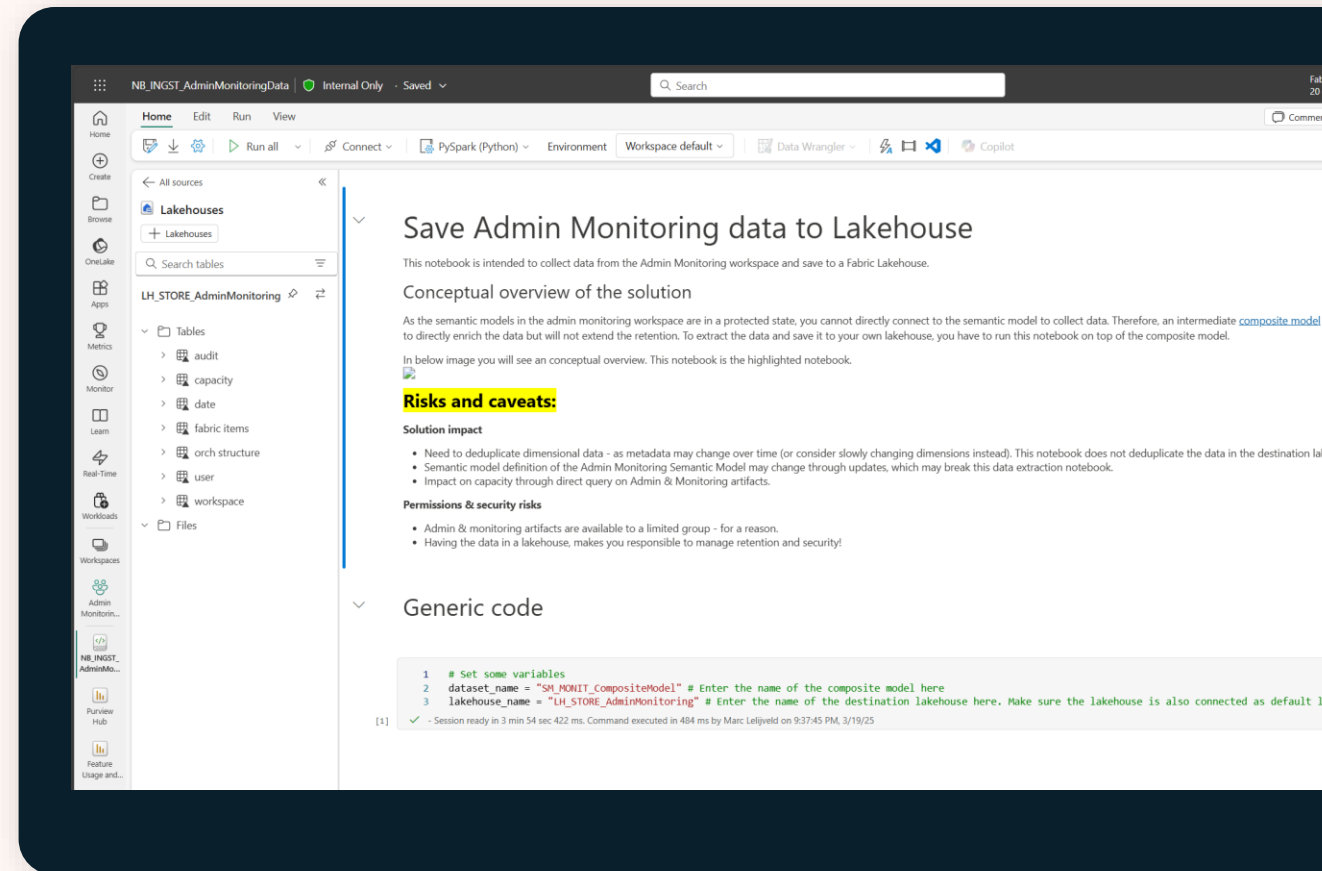 NB_INGST_AdminMonitoringData
Internal Only
· Saved
Search
Fab
20
Home Edit Run View
Commen
Run all
Connect
PySpark (Python)
Environment
Workspace default
Data Wrangler
Copilot
Home
Create
Browse
OneLake
Apps
Metrics
Monitor
Learn
Real-Time
Workloads
Workspaces
Admin
Monitorin...
NB_INGST_
AdminMo...
Purview
Hub
Feature
Usage and...
All sources
Lakehouses
+ Lakehouses
Search tables
LH_STORE_AdminMonitoring
Tables
audit
capacity
date
fabric items
orch structure
user
workspace
Files
Save Admin Monitoring data to Lakehouse
This notebook is intended to collect data from the Admin Monitoring workspace and save to a Fabric Lakehouse.
Conceptual overview of the solution
As the semantic models in the admin monitoring workspace are in a protected state, you cannot directly connect to the semantic model to collect data. Therefore, an intermediate composite model
to directly enrich the data but will not extend the retention. To extract the data and save it to your own lakehouse, you have to run this notebook on top of the composite model.
In below image you will see an conceptual overview. This notebook is the highlighted notebook.
Risks and caveats:
Solution impact
• Need to deduplicate dimensional data - as metadata may change over time (or consider slowly changing dimensions instead). This notebook does not deduplicate the data in the destination la
• Semantic model definition of the Admin Monitoring Semantic Model may change through updates, which may break this data extraction notebook.
• Impact on capacity through direct query on Admin & Monitoring artifacts.
Permissions & security risks
• Admin & monitoring artifacts are available to a limited group - for a reason.
• Having the data in a lakehouse, makes you responsible to manage retention and security!
Generic code
1 # Set some variables
2 dataset_name = "SM_MONIT_CompositeModel" # Enter the name of the composite model here
3 lakehouse_name = "LH_STORE_AdminMonitoring" # Enter the name of the destination lakehouse here. Make sure the lakehouse is also connected as default l
[1]
- Session ready in 3 min 54 sec 422 ms. Command executed in 484 ms by Marc Lelijveld on 9:37:45 PM, 3/19/25